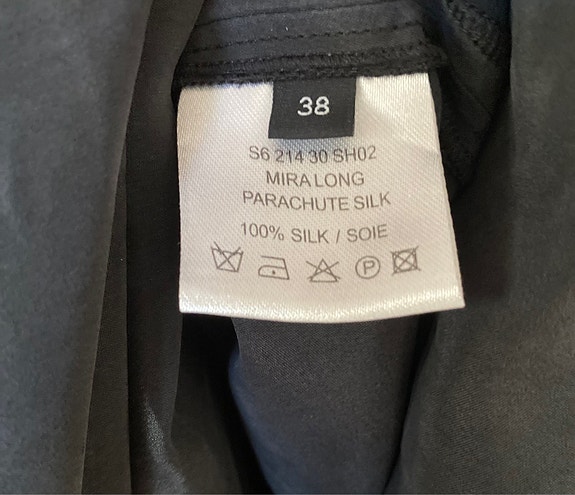 38
S6 214 30 SH02
MIRA LONG
PARACHUTE SILK
100% SILK / SOIE
P